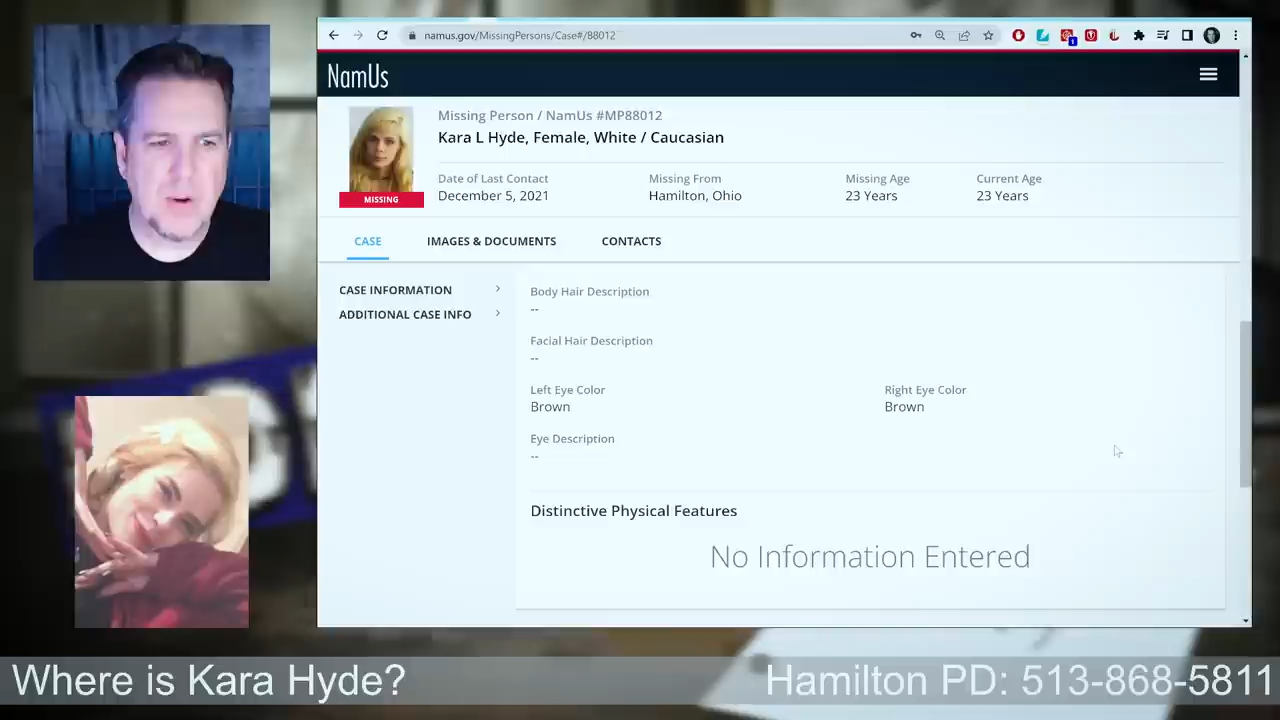 namus.gov/MissingPersons/Case#/88012
NamUs
Missing Person / NamUs #MP88012
Kara L Hyde, Female, White / Caucasian
Date of Last Contact
December 5, 2021
Missing From
Hamilton, Ohio
Missing Age
23 Years
Current Age
23 Years
MISSING
CASE
IMAGES & DOCUMENTS
CONTACTS
CASE INFORMATION
ADDITIONAL CASE INFO
Body Hair Description
--
Facial Hair Description
--
Left Eye Color
Brown
Right Eye Color
Brown
Eye Description
--
Distinctive Physical Features
No Information Entered
Where is Kara Hyde?
Hamilton PD: 513-868-5811